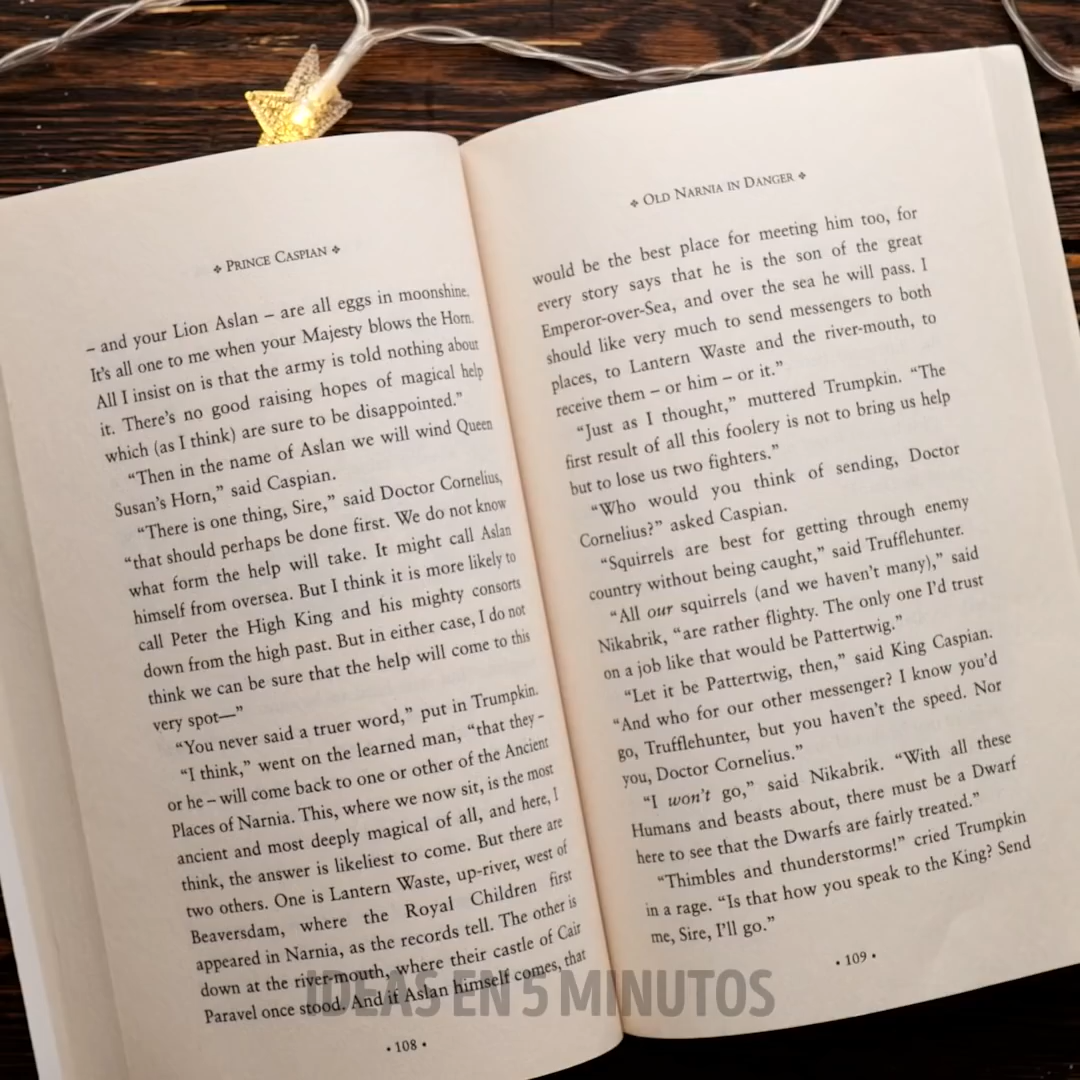 ❖ PRINCE CASPIAN ❖
– and your Lion Aslan – are all eggs in moonshine.
It’s all one to me when your Majesty blows the Horn.
All I insist on is that the army is told nothing about
it. There’s no good raising hopes of magical help
which (as I think) are sure to be disappointed.”
“Then in the name of Aslan we will wind Queen
Susan’s Horn,” said Caspian.
“There is one thing, Sire,” said Doctor Cornelius,
“that should perhaps be done first. We do not know
what form the help will take. It might call Aslan
himself from oversea. But I think it is more likely to
call Peter the High King and his mighty consorts
down from the high past. But in either case, I do not
think we can be sure that the help will come to this
very spot—”
“You never said a truer word,” put in Trumpkin.
“I think,” went on the learned man, “that they –
or he – will come back to one or other of the Ancient
Places of Narnia. This, where we now sit, is the most
ancient and most deeply magical of all, and here, I
think, the answer is likeliest to come. But there are
two others. One is Lantern Waste, up-river, west of
Beaversdam, where the Royal Children first
appeared in Narnia, as the records tell. The other is
down at the river-mouth, where their castle of Cair
Paravel once stood. And if Aslan himself comes, that
• 108 •
❖ OLD NARNIA IN DANGER ❖
would be the best place for meeting him too, for
every story says that he is the son of the great
Emperor-over-Sea, and over the sea he will pass. I
should like very much to send messengers to both
places, to Lantern Waste and the river-mouth, to
receive them – or him – or it.”
“Just as I thought,” muttered Trumpkin. “The
first result of all this foolery is not to bring us help
but to lose us two fighters.”
“Who would you think of sending, Doctor
Cornelius?” asked Caspian.
“Squirrels are best for getting through enemy
country without being caught,” said Trufflehunter.
“All our squirrels (and we haven’t many),” said
Nikabrik, “are rather flighty. The only one I’d trust
on a job like that would be Pattertwig.”
“Let it be Pattertwig, then,” said King Caspian.
“And who for our other messenger? I know you’d
go, Trufflehunter, but you haven’t the speed. Nor
you, Doctor Cornelius.”
“I won’t go,” said Nikabrik. “With all these
Humans and beasts about, there must be a Dwarf
here to see that the Dwarfs are fairly treated.”
“Thimbles and thunderstorms!” cried Trumpkin
in a rage. “Is that how you speak to the King? Send
me, Sire, I’ll go.”
• 109 •
IDEAS EN 5 MINUTOS